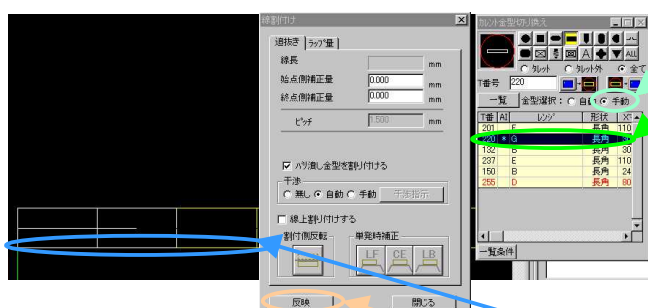 線割付け
追抜き ラップ量
線長 mm
始点側補正量 0.000 mm
終点側補正量 0.000 mm
ピッチ 1.500 mm
バリ潰し金型を割り付ける
干渉
無し 自動 手動 干渉指示
線上割り付けする
割付側反転 単発時補正
LF CE LB
反映 閉じる
カレント金型切り換え
ALL
タレット タレット外 全て
T番号 220
一覧 金型選択: 自動 手動
T番 AI レンジ 形状
201 E 長角 110
220 * G 長角
132 B 長角 30
237 E 長角 110
150 B 長角 24
255 D 長角 80
一覧条件